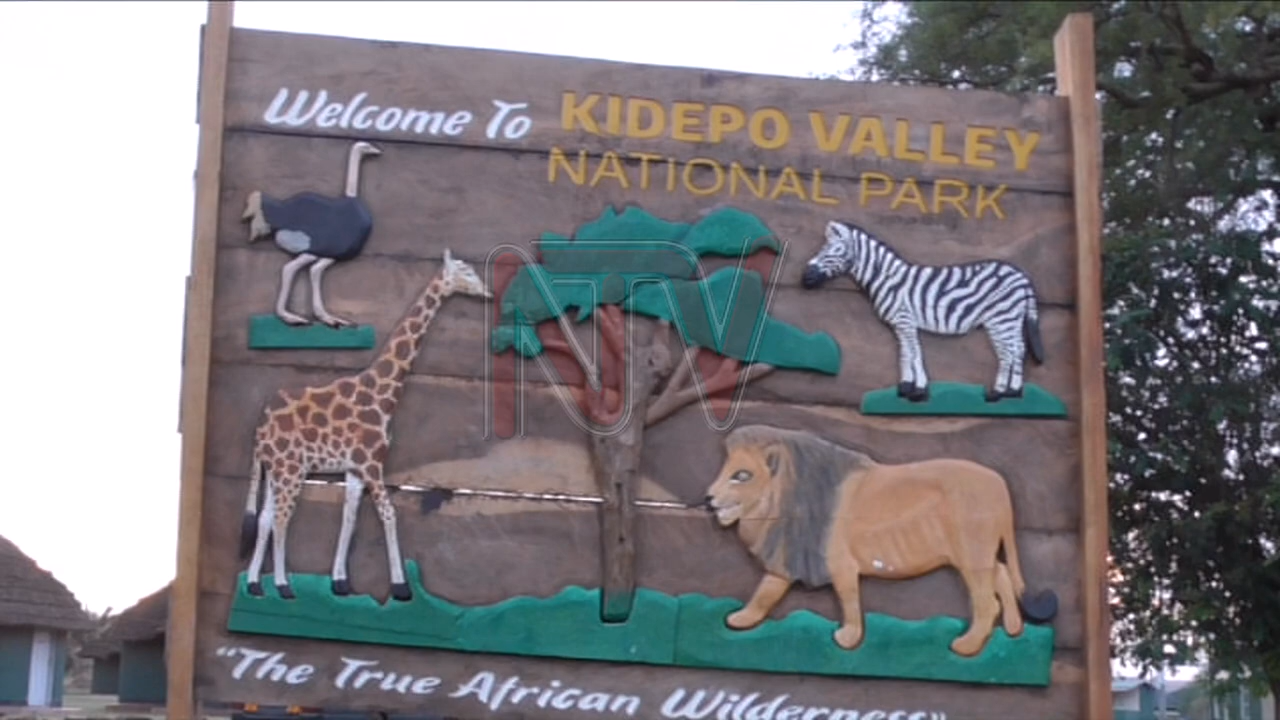 Welcome To KIDEPO VALLEY
NATIONAL PARK
NTV
"The True African Wilderness"